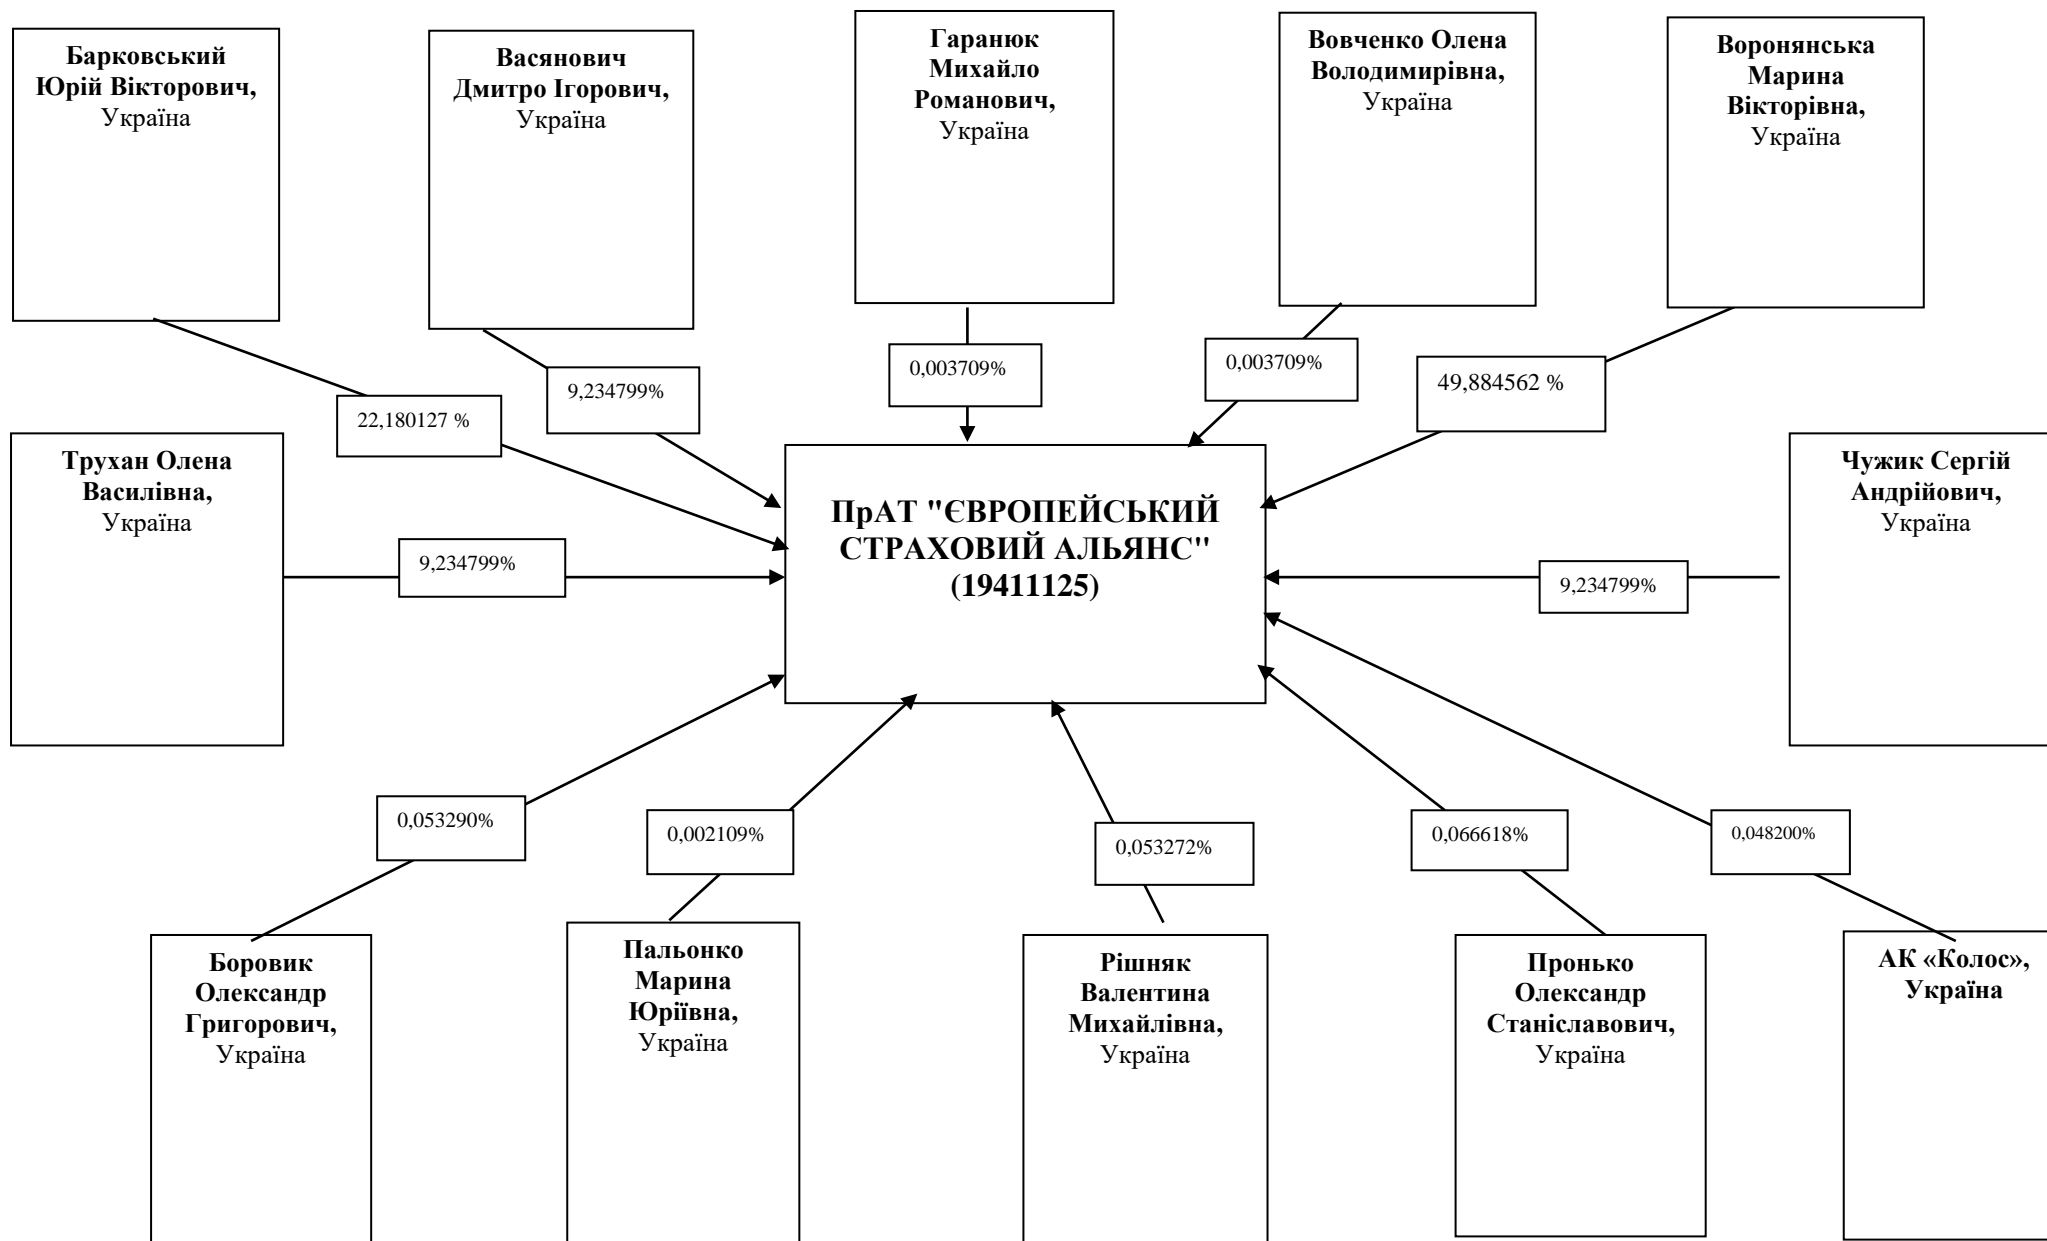 Барковський
Юрій Вікторович,
Україна
Васянович
Дмитро Ігорович,
Україна
Гаранюк
Михайло
Романович,
Україна
Вовченко Олена
Володимирівна,
Україна
Воронянська
Марина
Вікторівна,
Україна
22,180127 %
9,234799%
0,003709%
0,003709%
49,884562 %
Трухан Олена
Василівна,
Україна
9,234799%
ПрАТ "ЄВРОПЕЙСЬКИЙ
СТРАХОВИЙ АЛЬЯНС"
(19411125)
9,234799%
Чужик Сергій
Андрійович,
Україна
0,053290%
0,002109%
0,053272%
0,066618%
0,048200%
Боровик
Олександр
Григорович,
Україна
Пальонко
Марина
Юріївна,
Україна
Рішняк
Валентина
Михайлівна,
Україна
Пронько
Олександр
Станіславович,
Україна
АК «Колос»,
Україна